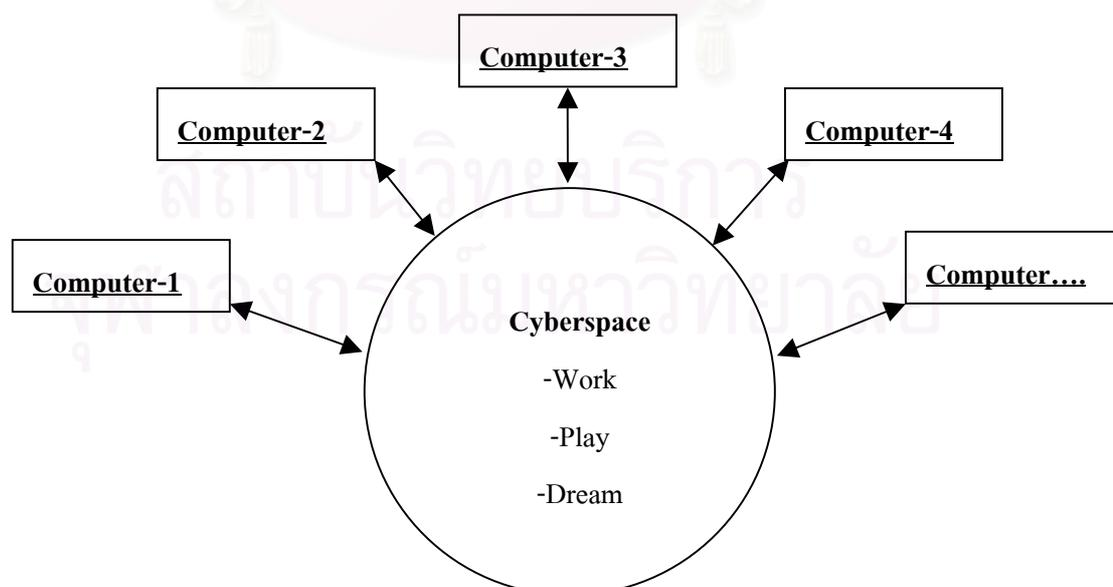 Computer-3
Computer-2
Computer-4
สถาบันวิทยบริการ
Computer-1
Computer….
จุฬาลงกรณ์มหาวิทยาลัย
Cyberspace
-Work
-Play
-Dream